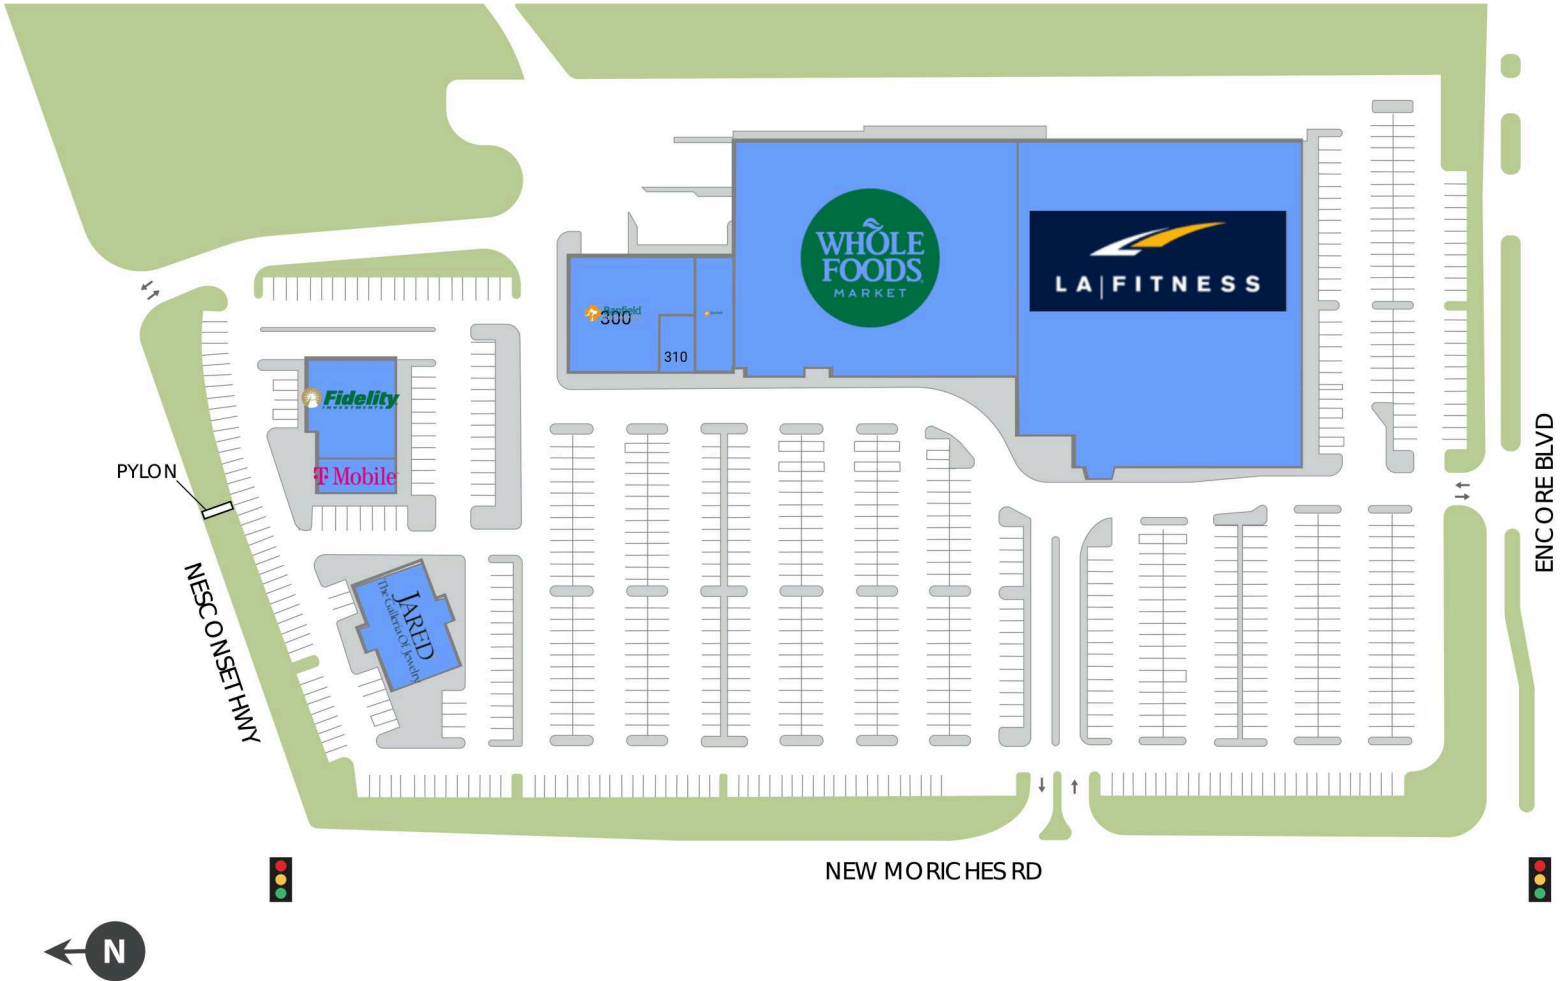 WHOLE
FOODS
MARKET
LA|FITNESS
Banfield
300
310
Fidelity
INVESTMENTS
T Mobile
PYLON
JARED
The Galleria Of Jewelry
NESCONSET HWY
ENCORE BLVD
NEW MORICHES RD
N